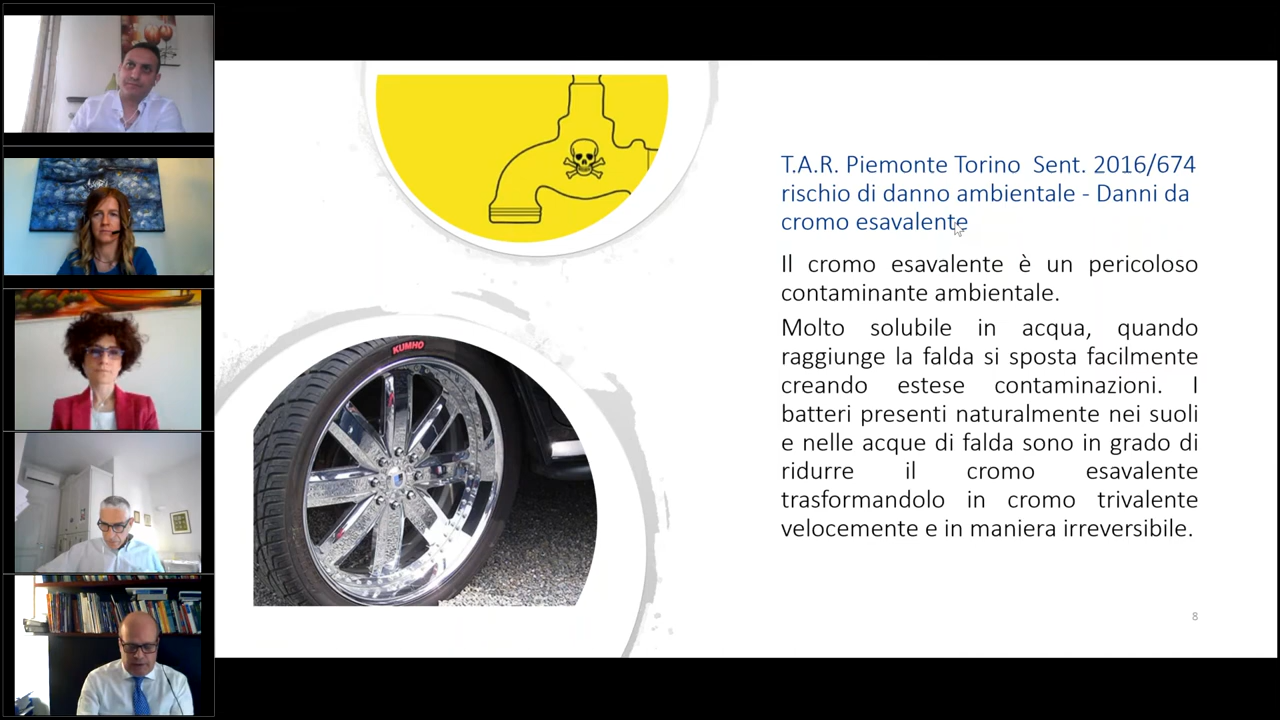 T.A.R. Piemonte Torino Sent. 2016/674
rischio di danno ambientale - Danni da
cromo esavalente
Il cromo esavalente è un pericoloso
contaminante ambientale.
Molto solubile in acqua, quando
raggiunge la falda si sposta facilmente
creando estese contaminazioni. I
batteri presenti naturalmente nei suoli
e nelle acque di falda sono in grado di
ridurre il cromo esavalente
trasformandolo in cromo trivalente
velocemente e in maniera irreversibile.
KUMHO
8